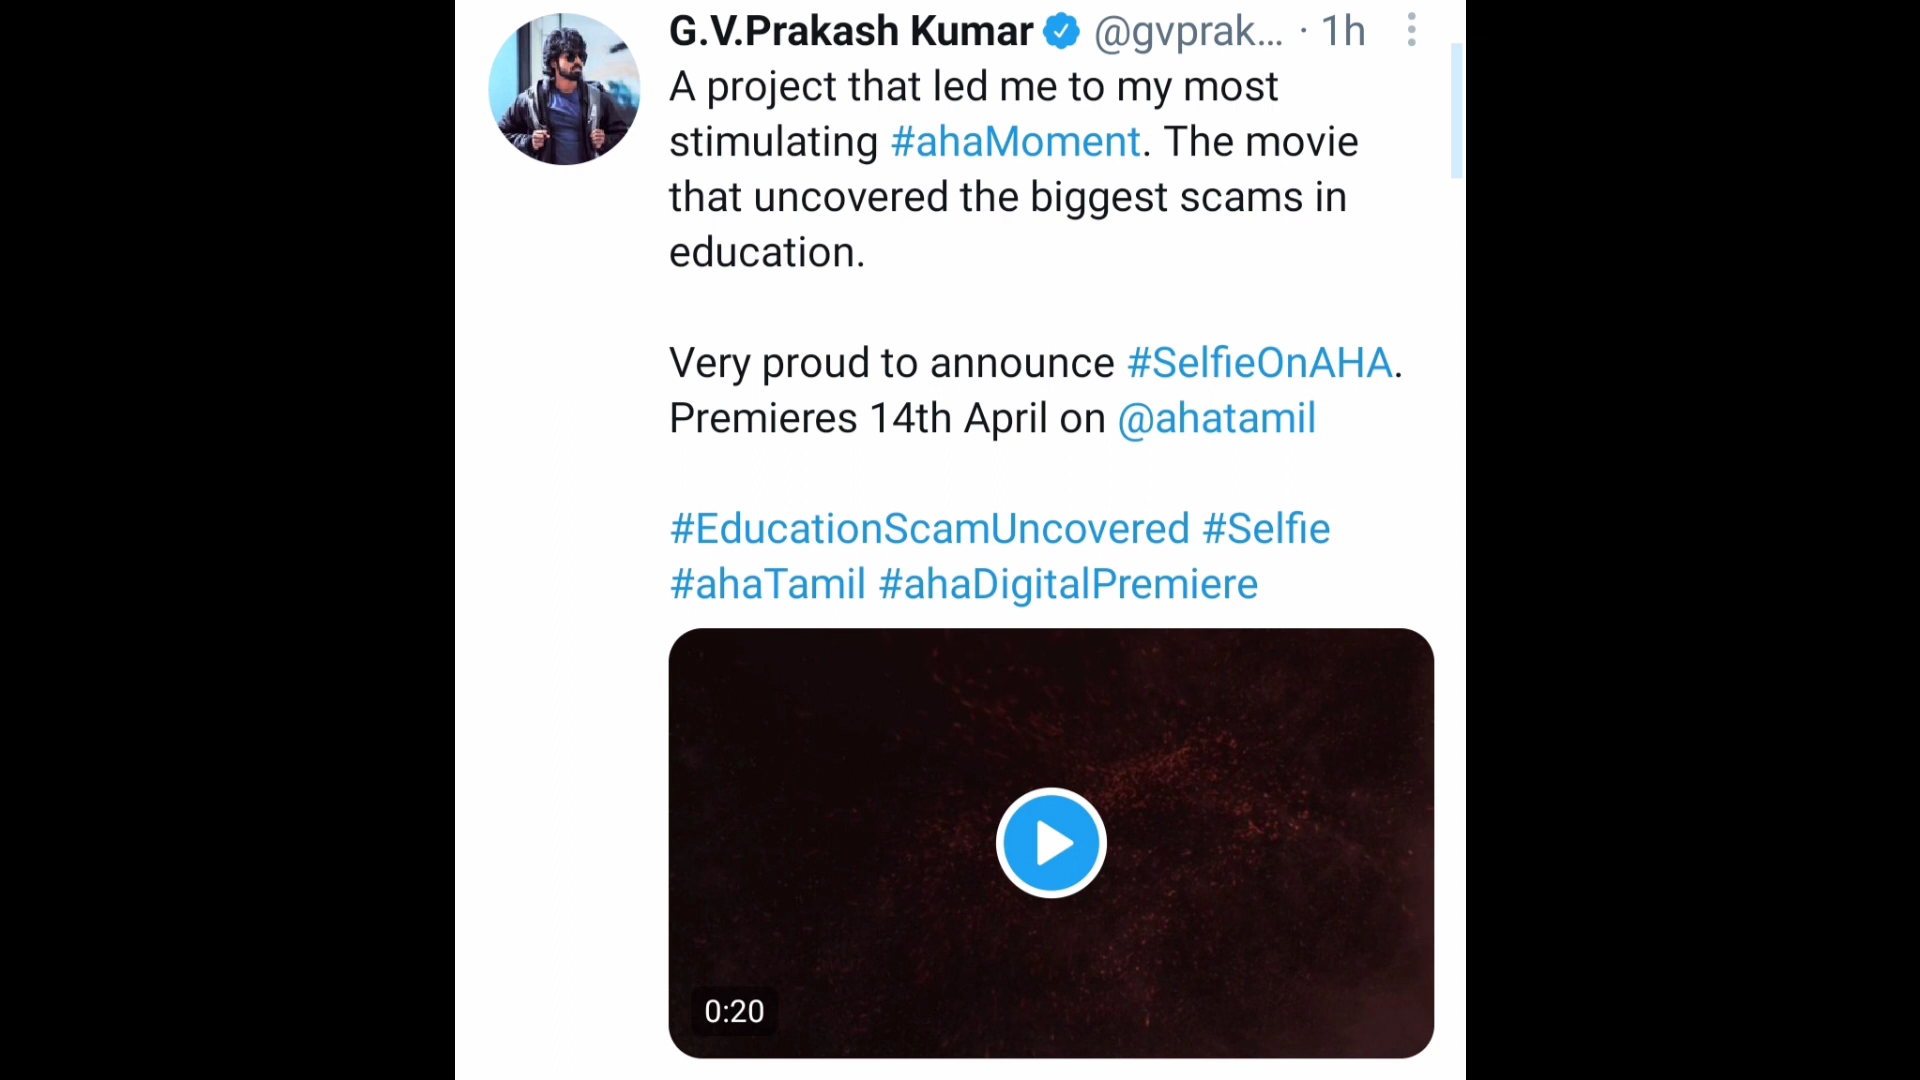 G.V.Prakash Kumar @gvprak... · 1h
A project that led me to my most
stimulating #ahaMoment. The movie
that uncovered the biggest scams in
education.
Very proud to announce #SelfieOnAHA.
Premieres 14th April on @ahatamil
#EducationScamUncovered #Selfie
#ahaTamil #ahaDigitalPremiere
0:20